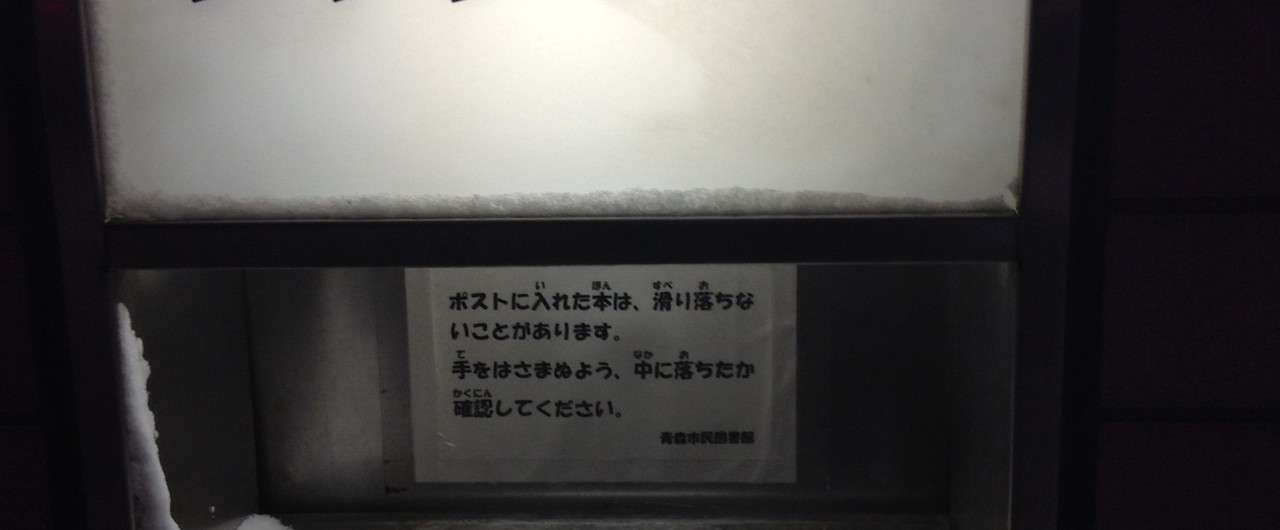 ポストに入れた本は、滑り落ちな
いことがあります。
手をはさまぬよう、中に落ちたか
確認してください。
青森市民図書館